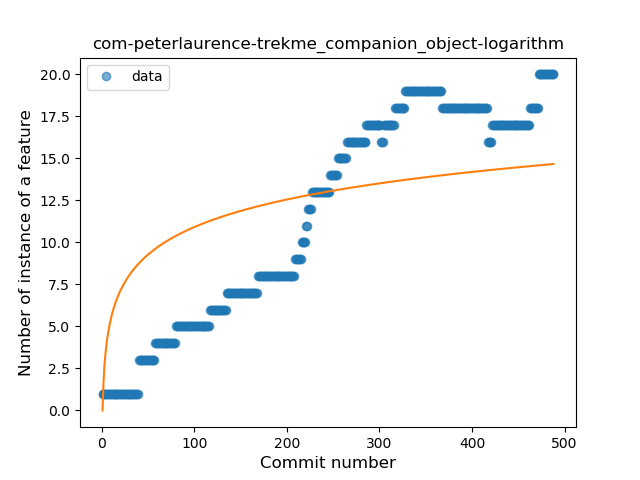 com-peterlaurence-trekme_companion_object-logarithm
data
20.0
17.5
15.0
12.5
10.0
7.5
5.0
2.5
0.0
Number of instance of a feature
0 100 200 300 400 500
Commit number